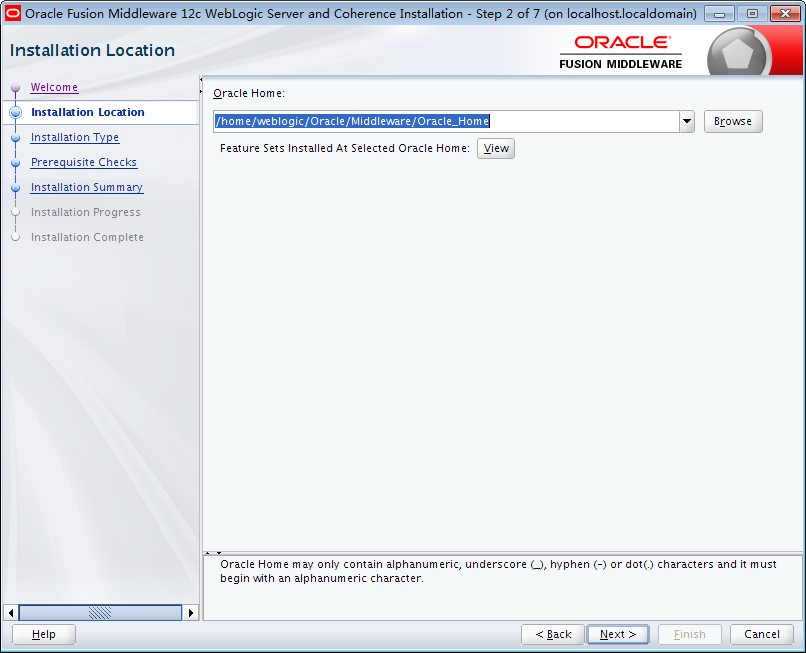 Oracle Fusion Middleware 12c WebLogic Server and Coherence Installation - Step 2 of 7 (on localhost.localdomain)
Installation Location
ORACLE
FUSION MIDDLEWARE
Welcome
Installation Location
Installation Type
Prerequisite Checks
Installation Summary
Installation Progress
Installation Complete
Oracle Home:
/home/weblogic/Oracle/Middleware/Oracle_Home
Browse
Feature Sets Installed At Selected Oracle Home:
View
Oracle Home may only contain alphanumeric, underscore (_), hyphen (-) or dot(.) characters and it must
begin with an alphanumeric character.
Help
< Back
Next >
Finish
Cancel